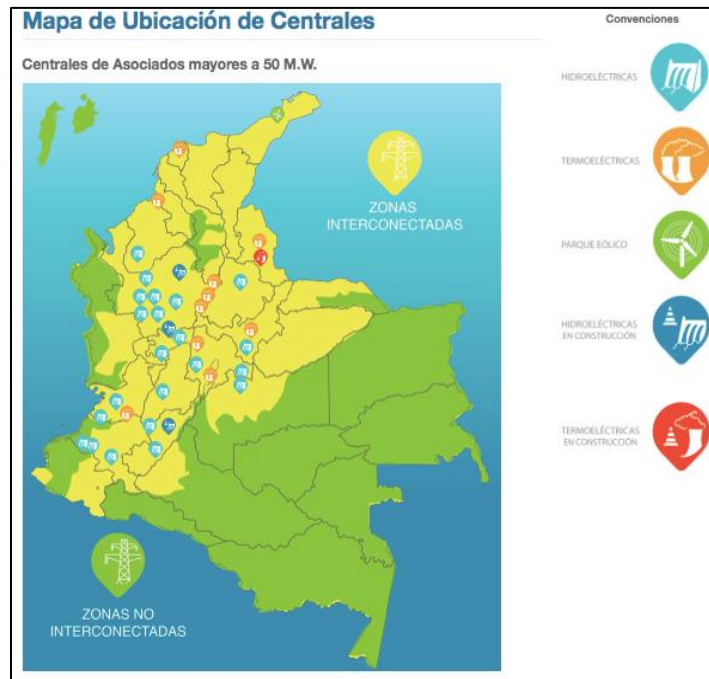 Mapa de Ubicación de Centrales
Centrales de Asociados mayores a 50 M.W.
ZONAS
INTERCONECTADAS
ZONAS NO
INTERCONECTADAS
Convenciones
HIDROELÉCTRICAS
TERMOELÉCTRICAS
PARQUE EÓLICO
HIDROELÉCTRICAS
EN CONSTRUCCIÓN
TERMOELÉCTRICAS
EN CONSTRUCCIÓN